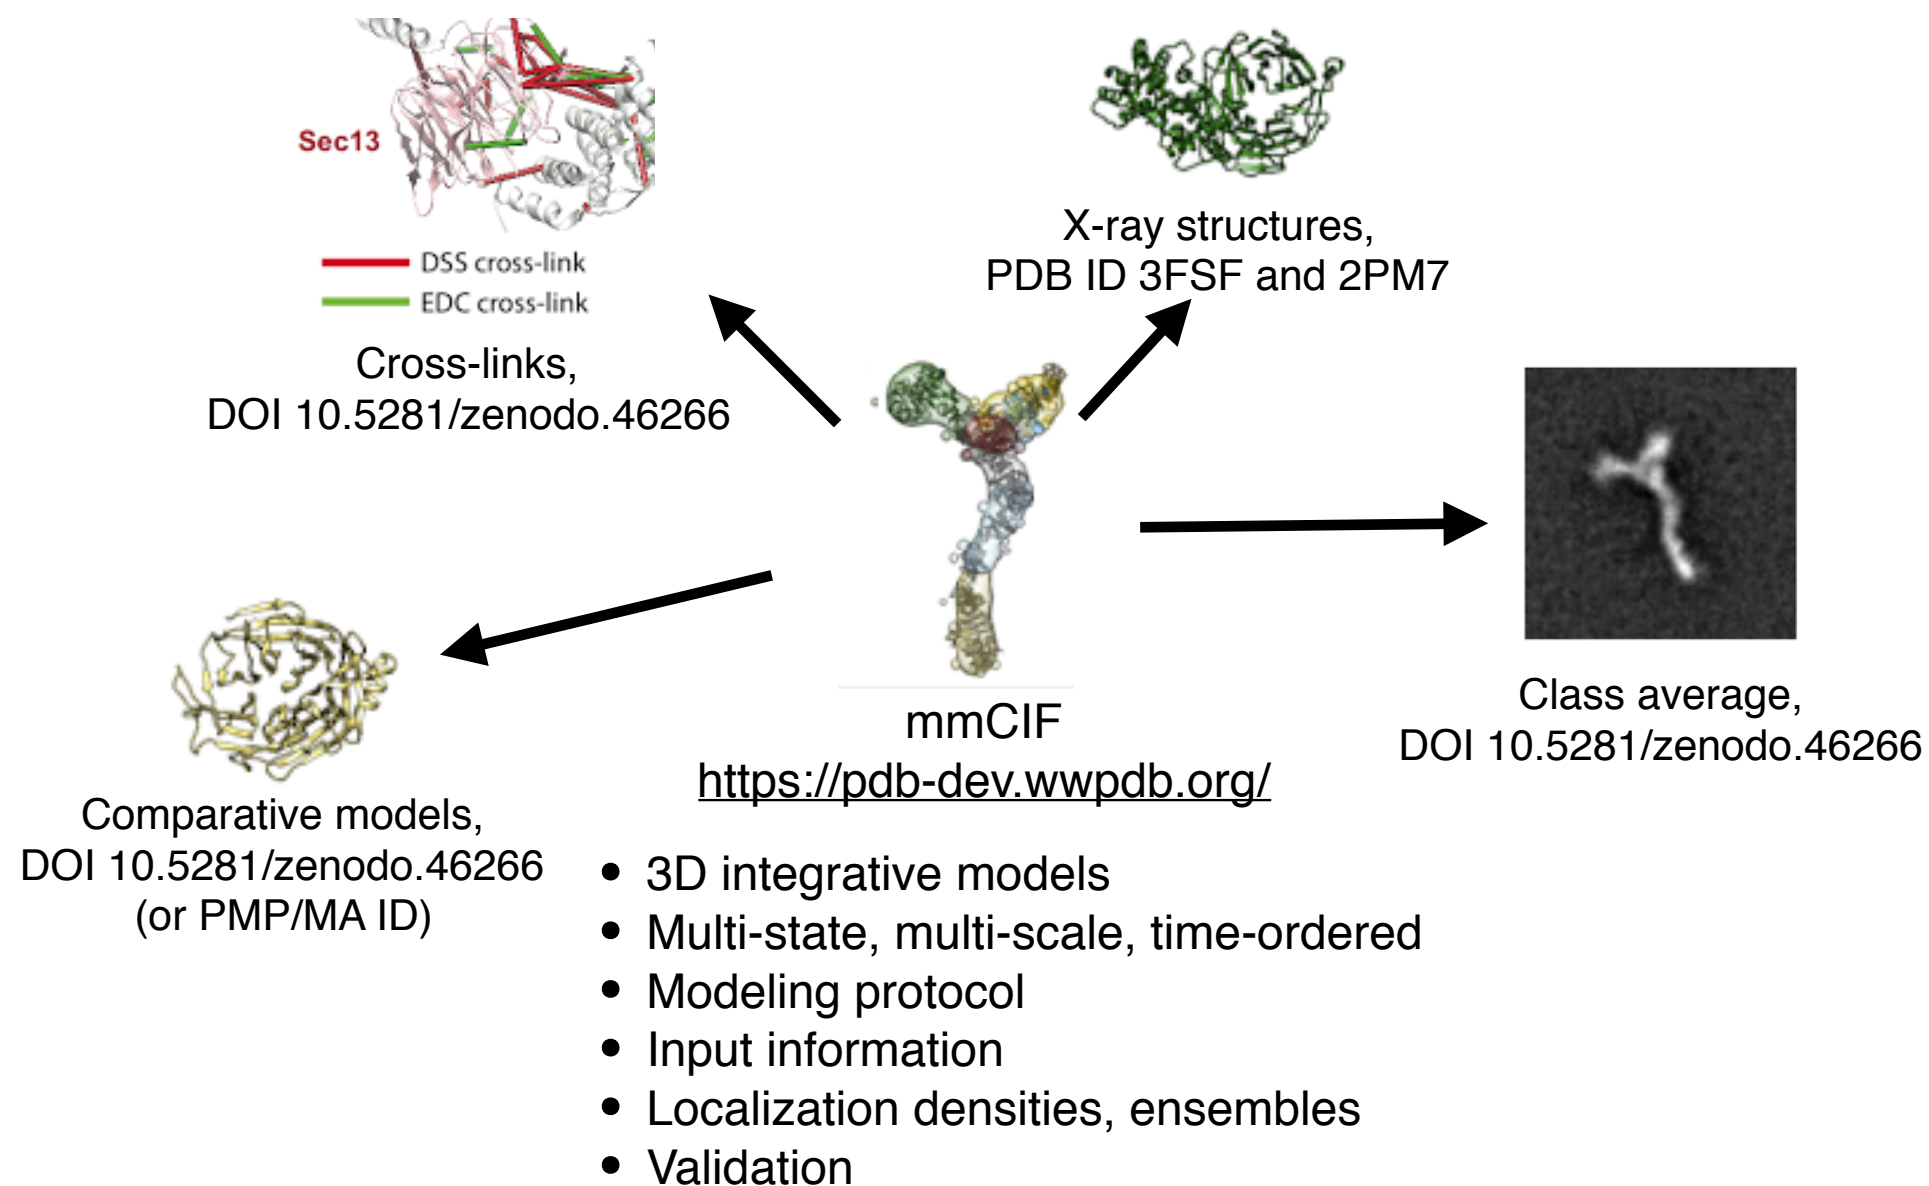 Sec13
DSS cross-link
EDC cross-link
Cross-links,
DOI 10.5281/zenodo.46266
X-ray structures,
PDB ID 3FSF and 2PM7
Class average,
DOI 10.5281/zenodo.46266
Comparative models,
DOI 10.5281/zenodo.46266
(or PMP/MA ID)
mmCIF
https://pdb-dev.wwpdb.org/
• 3D integrative models
• Multi-state, multi-scale, time-ordered
• Modeling protocol
• Input information
• Localization densities, ensembles
• Validation